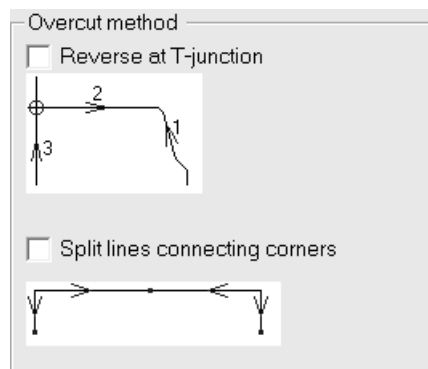 Overcut method
Reverse at T-junction
2
1
3
Split lines connecting corners